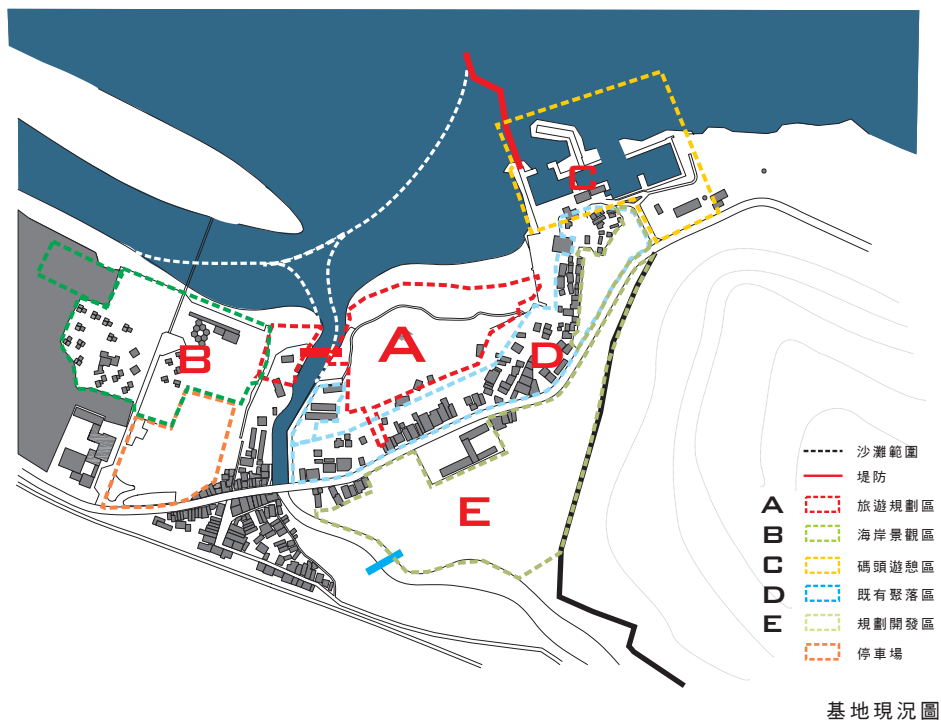 C
A
B
D
E
沙灘範圍
堤防
A 旅遊規劃區
B 海岸景觀區
C 碼頭遊憩區
D 既有聚落區
E 規劃開發區
停車場
基地現況圖